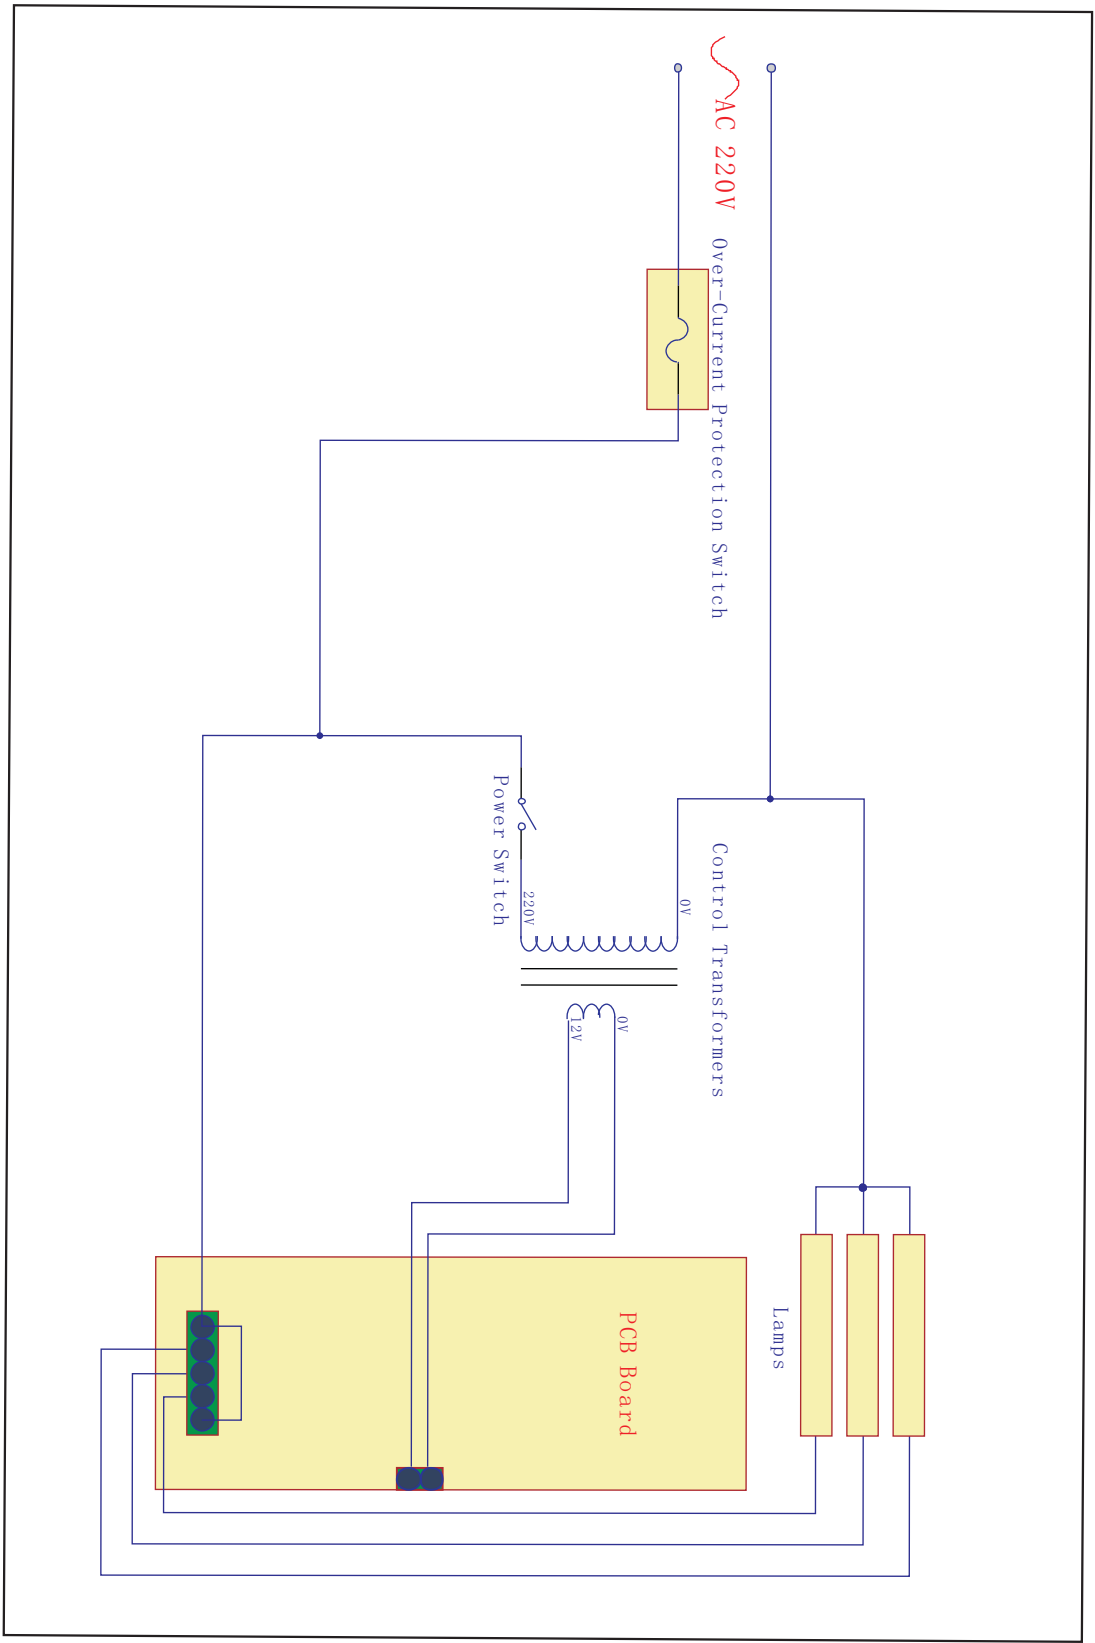 AC 220V
Over-Current Protection Switch
Power Switch
220V
0V
Control Transformers
12V
0V
PCB Board
Lamps